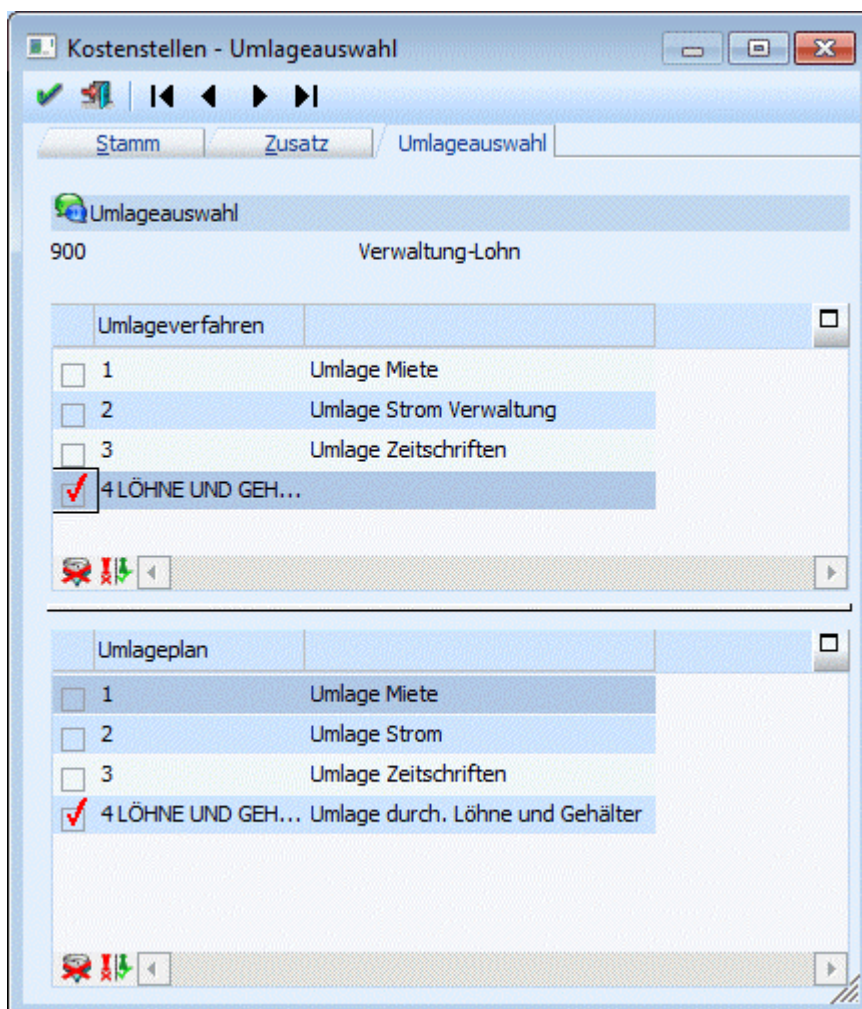 Kostenstellen - Umlageauswahl
Stamm Zusatz Umlageauswahl
Umlageauswahl
900 Verwaltung-Lohn
Umlageverfahren
1 Umlage Miete
2 Umlage Strom Verwaltung
3 Umlage Zeitschriften
4 LÖHNE UND GEH...
Umlageplan
1 Umlage Miete
2 Umlage Strom
3 Umlage Zeitschriften
4 LÖHNE UND GEH... Umlage durch. Löhne und Gehälter